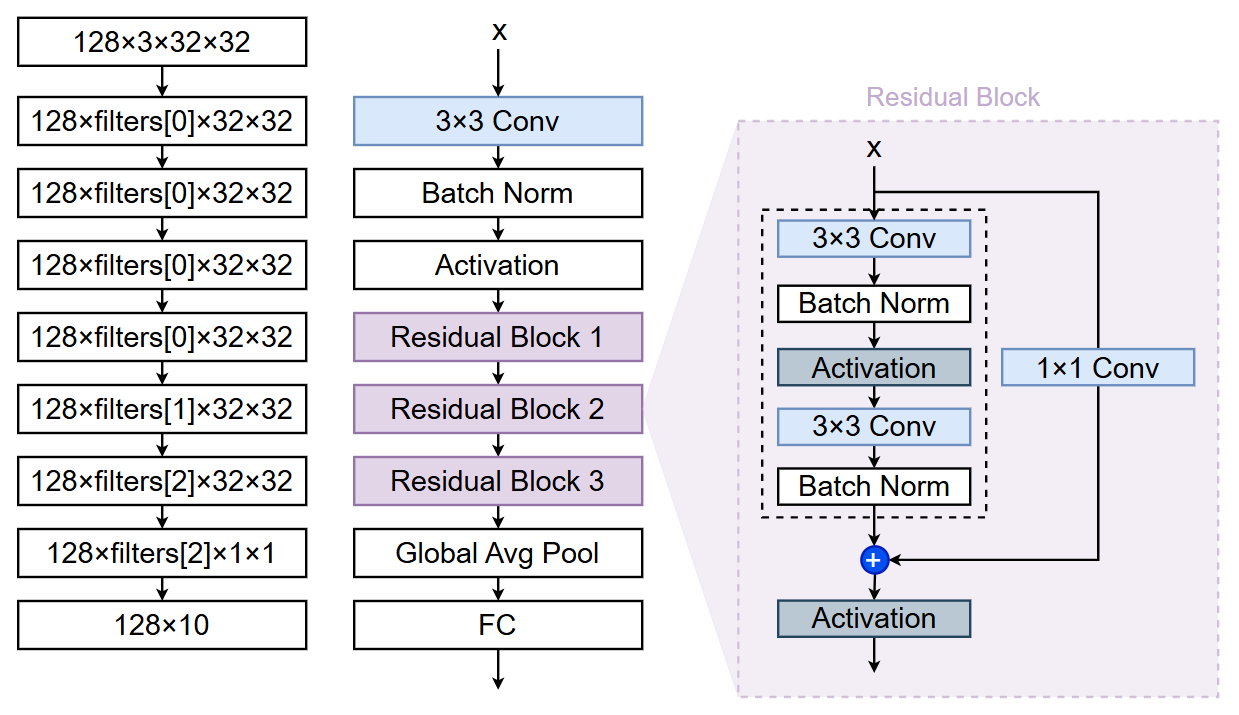 128×3×32×32
128×filters[0]×32×32
128×filters[0]×32×32
128×filters[0]×32×32
128×filters[0]×32×32
128×filters[1]×32×32
128×filters[2]×32×32
128×filters[2]×1×1
128×10
x
3×3 Conv
Batch Norm
Activation
Residual Block 1
Residual Block 2
Residual Block 3
Global Avg Pool
FC
Residual Block
x
3×3 Conv
Batch Norm
Activation
1×1 Conv
3×3 Conv
Batch Norm
+
Activation